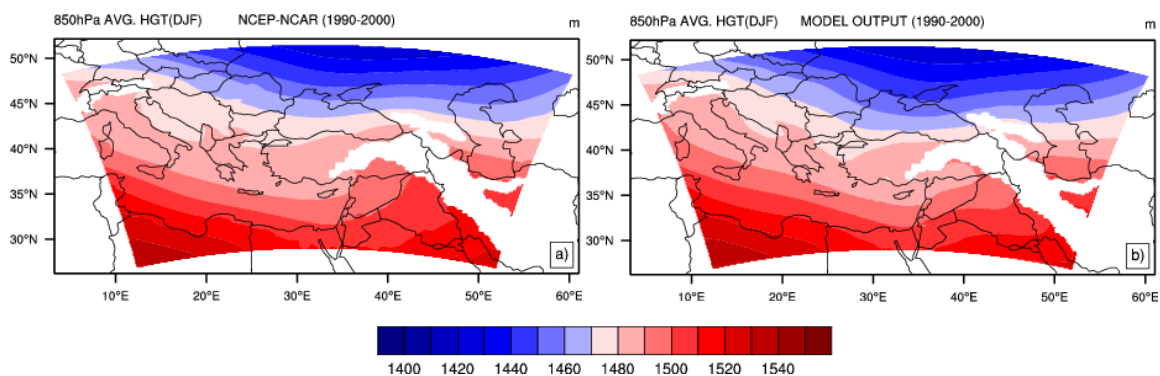 850hPa AVG. HGT(DJF) NCEP-NCAR (1990-2000) m
50°N
45°N
40°N
35°N
30°N
a)
10°E 20°E 30°E 40°E 50°E 60°E
850hPa AVG. HGT(DJF) MODEL OUTPUT (1990-2000) m
50°N
45°N
40°N
35°N
30°N
b)
10°E 20°E 30°E 40°E 50°E 60°E
1400 1420 1440 1460 1480 1500 1520 1540